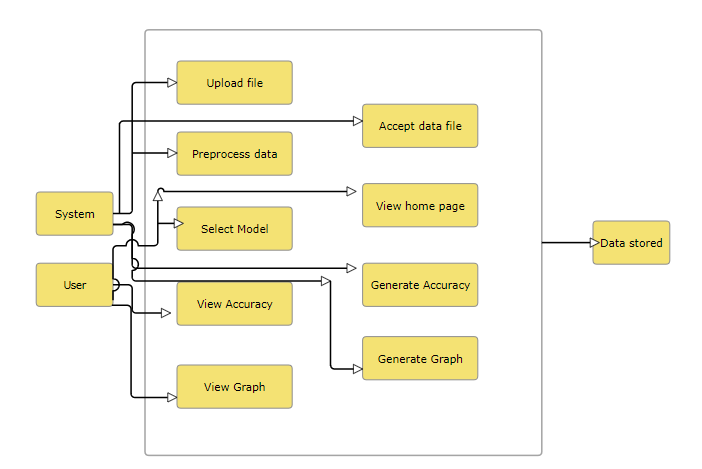 Upload file
Accept data file
Preprocess data
System
View home page
Select Model
Data stored
User
Generate Accuracy
View Accuracy
Generate Graph
View Graph